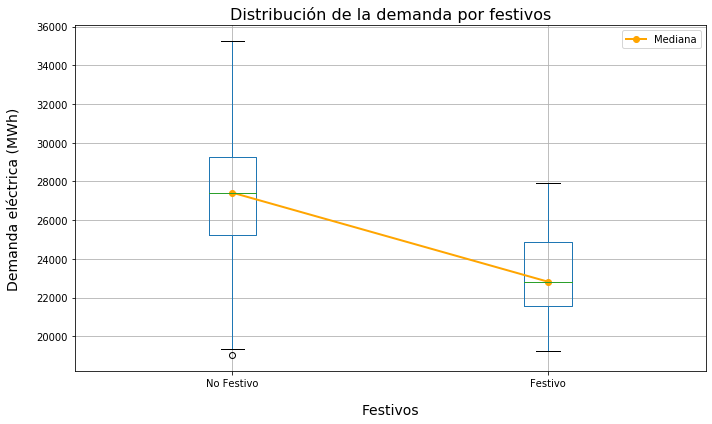 Distribución de la demanda por festivos
Mediana
Demanda eléctrica (MWh)
36000
34000
32000
30000
28000
26000
24000
22000
20000
No Festivo
Festivo
Festivos